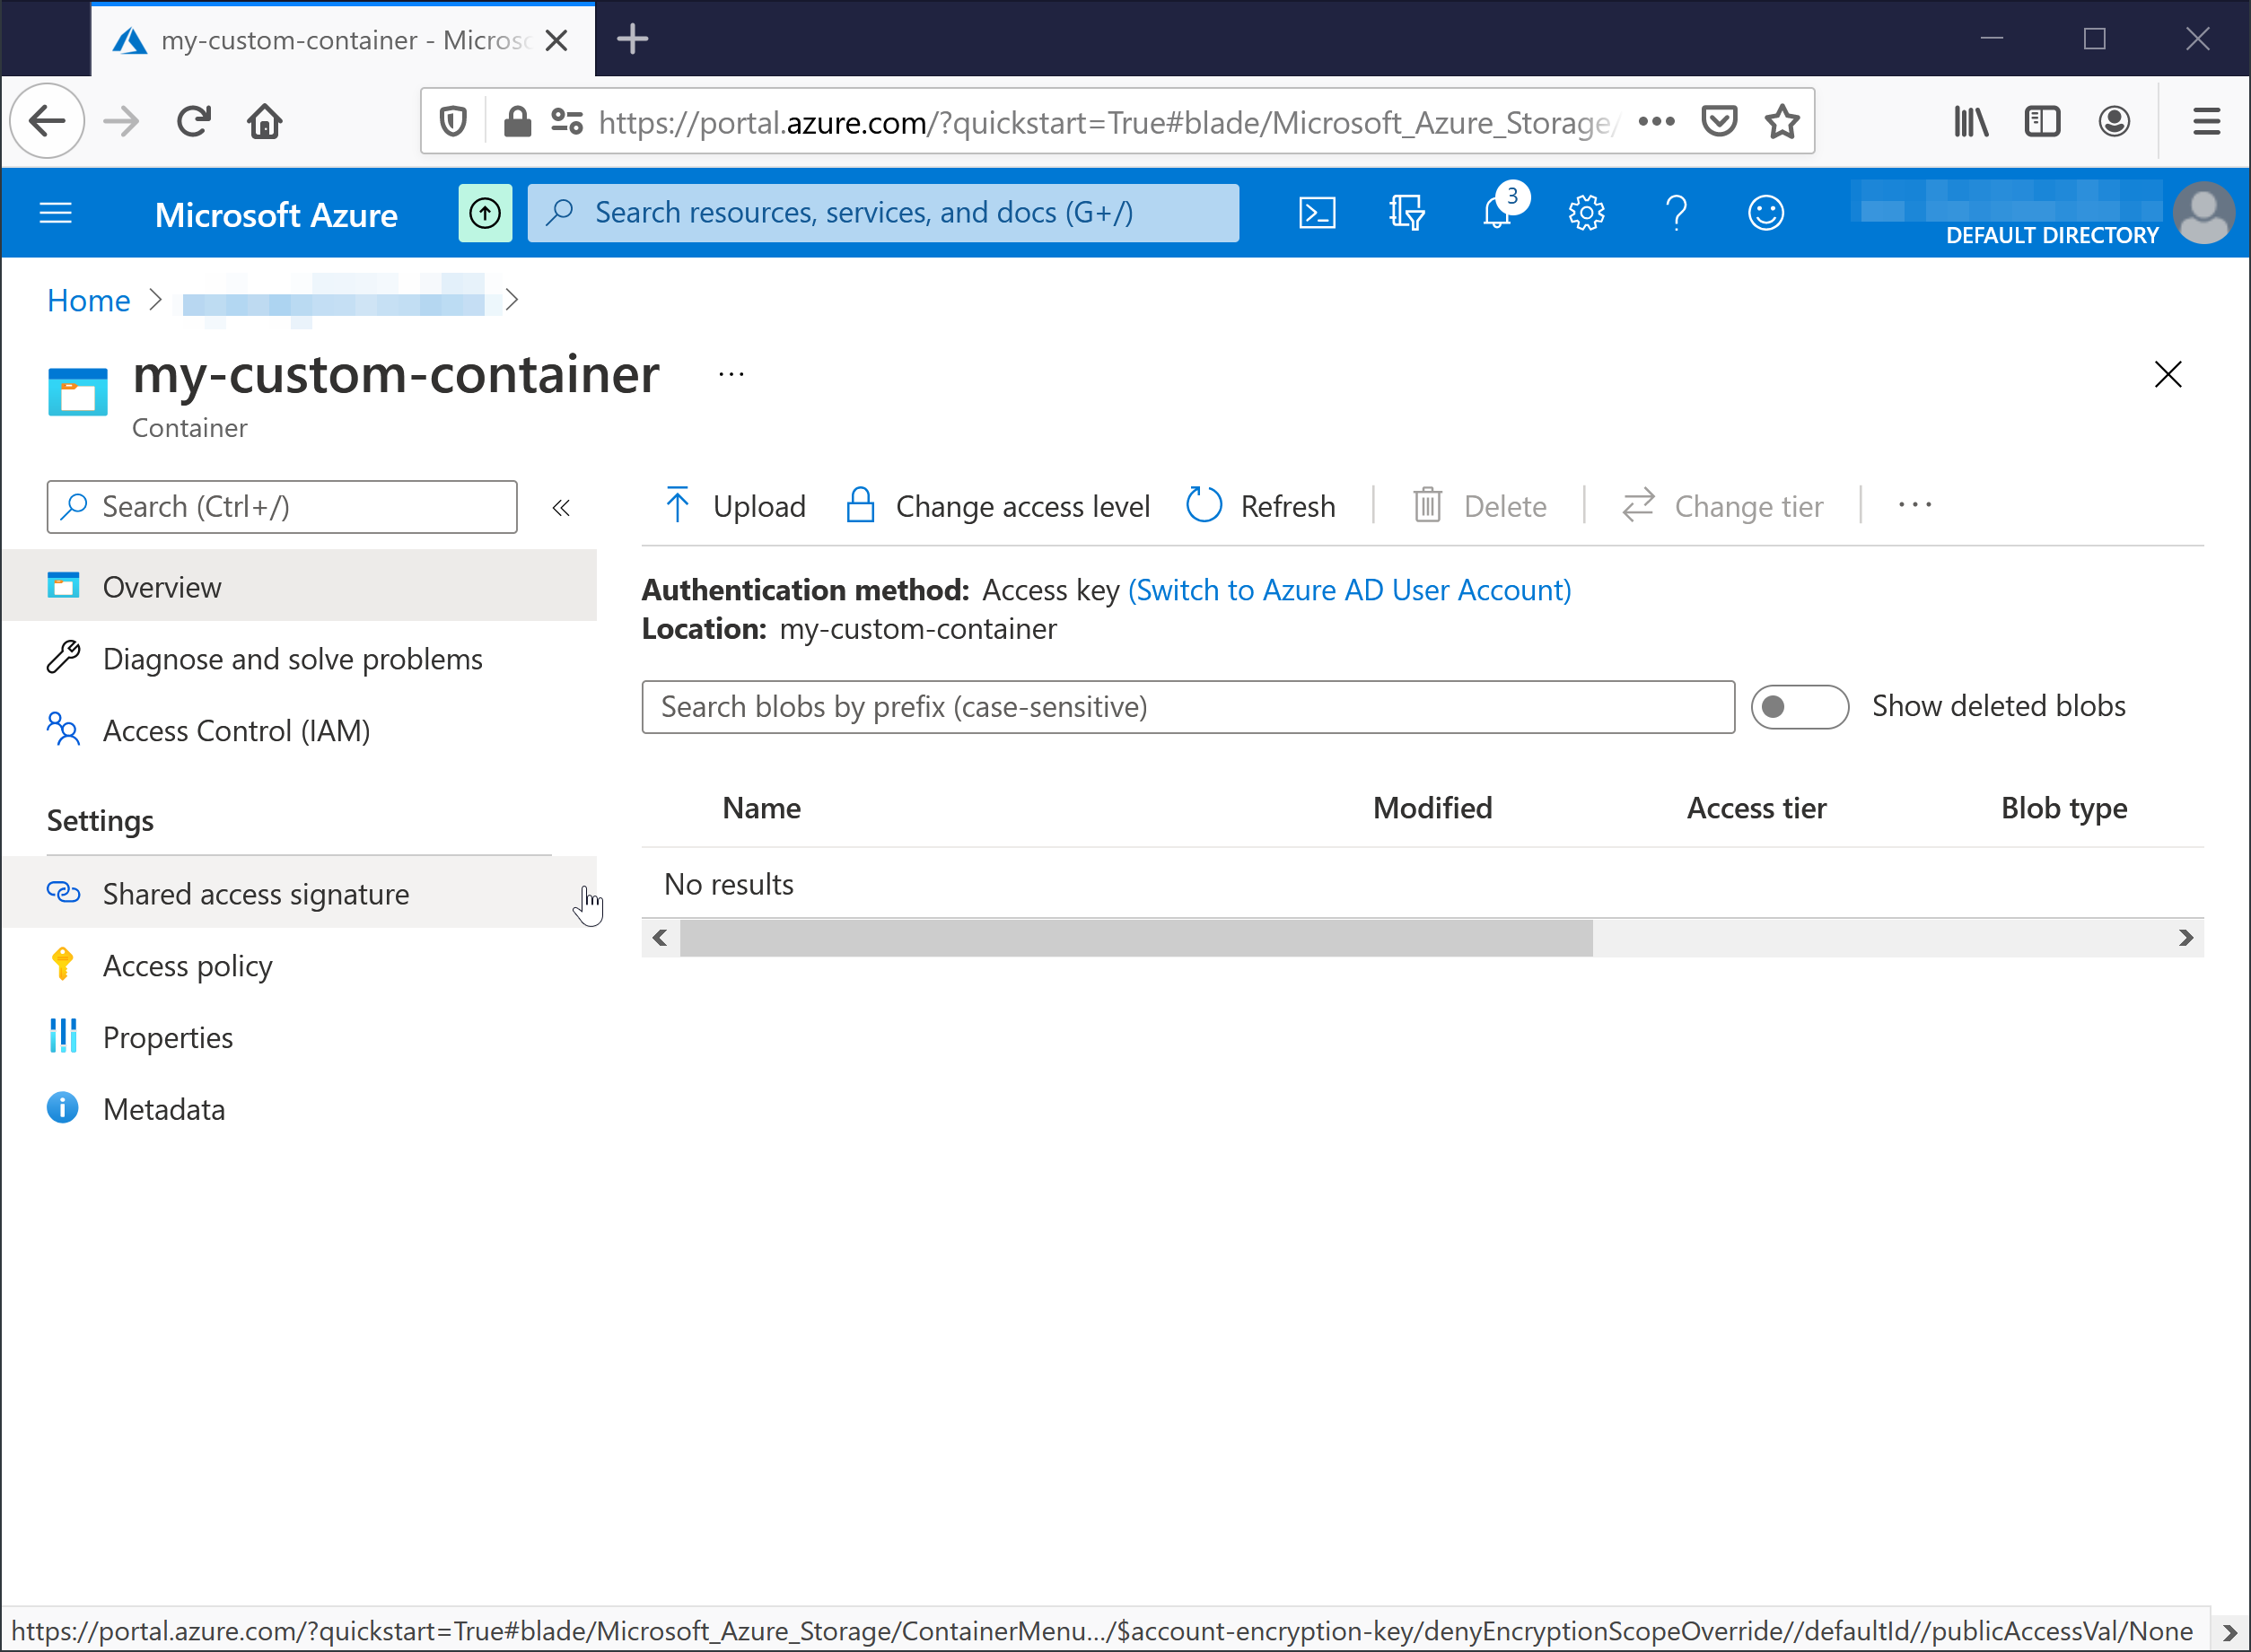 my-custom-container - Micros
https://portal.azure.com/?quickstart=True#blade/Microsoft_Azure_Storage/
Microsoft Azure
Search resources, services, and docs (G+/)
3
DEFAULT DIRECTORY
Home
my-custom-container
Container
Search (Ctrl+/)
Upload
Change access level
Refresh
Delete
Change tier
Overview
Diagnose and solve problems
Access Control (IAM)
Settings
Shared access signature
Access policy
Properties
Metadata
Authentication method: Access key (Switch to Azure AD User Account)
Location: my-custom-container
Search blobs by prefix (case-sensitive)
Show deleted blobs
Name Modified Access tier Blob type
No results
https://portal.azure.com/?quickstart=True#blade/Microsoft_Azure_Storage/ContainerMenu.../$account-encryption-key/denyEncryptionScopeOverride//defaultId//publicAccessVal/None